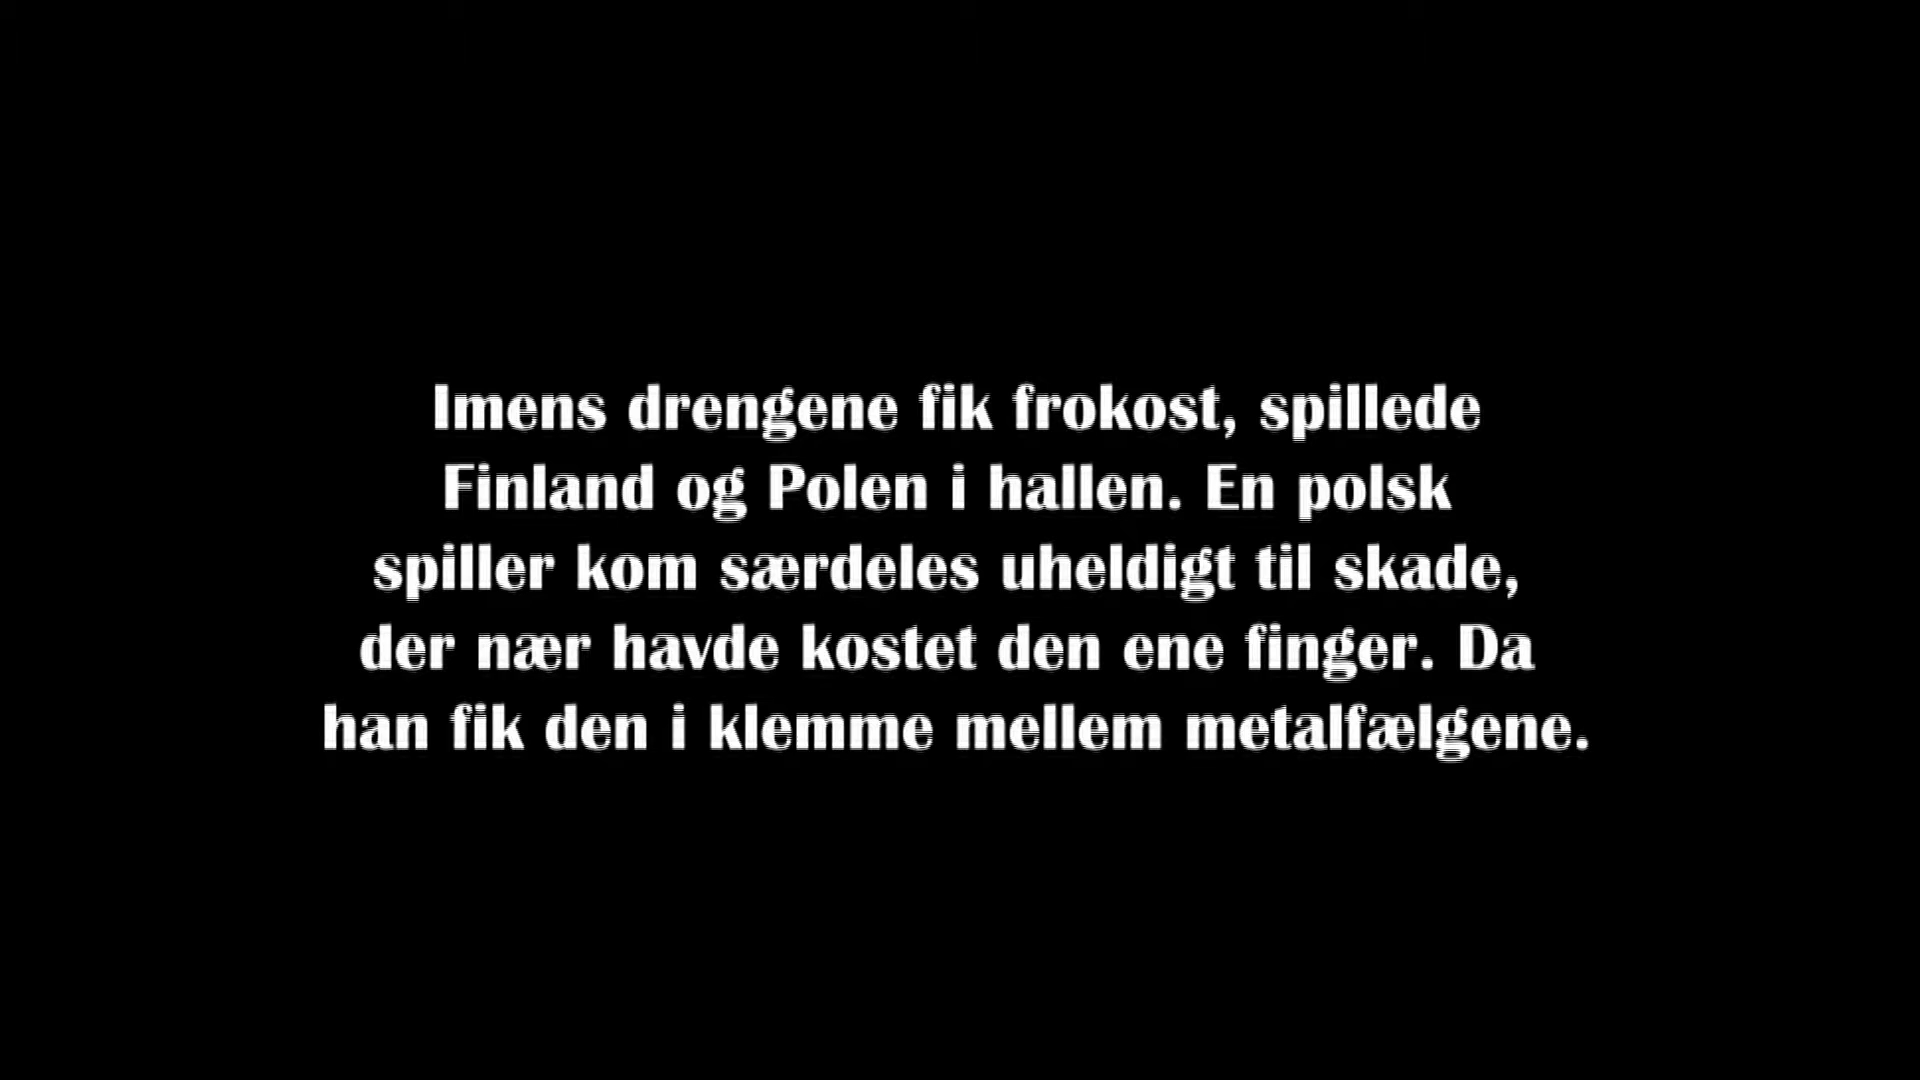 Imens drengene fik frokost, spillede
Finland og Polen i hallen. En polsk
spiller kom særdeles uheldigt til skade,
der nær havde kostet den ene finger. Da
han fik den i klemme mellem metalfælgene.